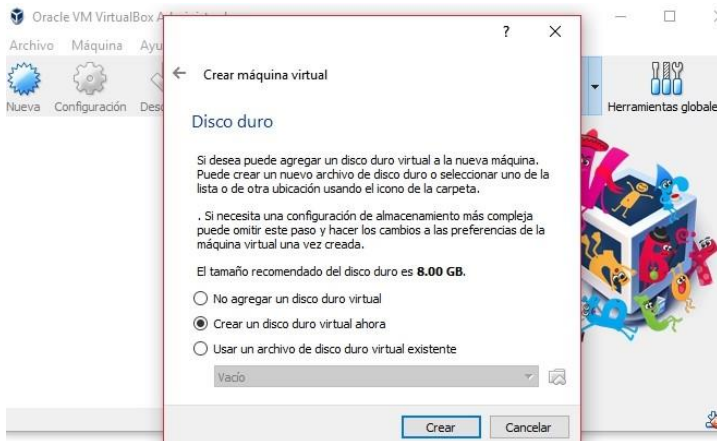 Oracle VM VirtualBox
Archivo Máquina Ayu
?
Crear máquina virtual
Nueva Configuración Desc
Herramientas globale
Disco duro
Si desea puede agregar un disco duro virtual a la nueva máquina.
Puede crear un nuevo archivo de disco duro o seleccionar uno de la
lista o de otra ubicación usando el icono de la carpeta.
. Si necesita una configuración de almacenamiento más compleja
puede omitir este paso y hacer los cambios a las preferencias de la
máquina virtual una vez creada.
El tamaño recomendado del disco duro es 8.00 GB.
No agregar un disco duro virtual
Crear un disco duro virtual ahora
Usar un archivo de disco duro virtual existente
Vacío
Crear Cancelar